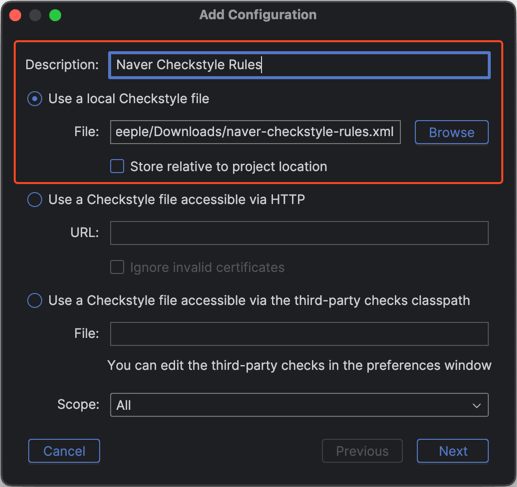 Add Configuration
Description: Naver Checkstyle Rules
Use a local Checkstyle file
File: eeple/Downloads/naver-checkstyle-rules.xml Browse
Store relative to project location
Use a Checkstyle file accessible via HTTP
URL:
Ignore invalid certificates
Use a Checkstyle file accessible via the third-party checks classpath
File:
You can edit the third-party checks in the preferences window
Scope: All
Cancel Previous Next